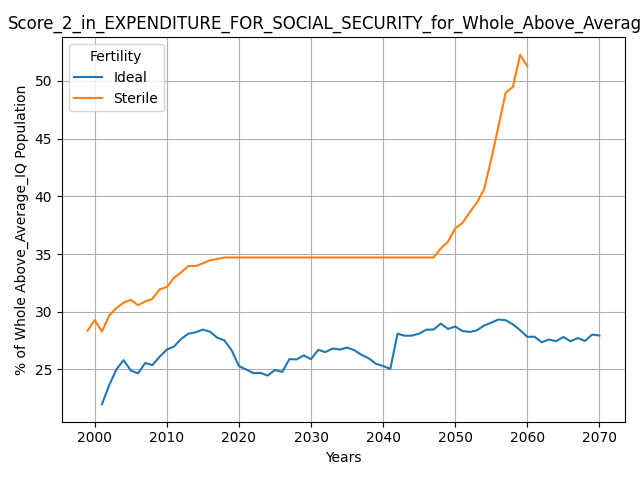 Score_2_in_EXPENDITURE_FOR_SOCIAL_SECURITY_for_Whole_Above_Averag
Fertility
Ideal
Sterile
% of Whole Above_Average_IQ Population
50
45
40
35
30
25
2000 2010 2020 2030 2040 2050 2060 2070
Years